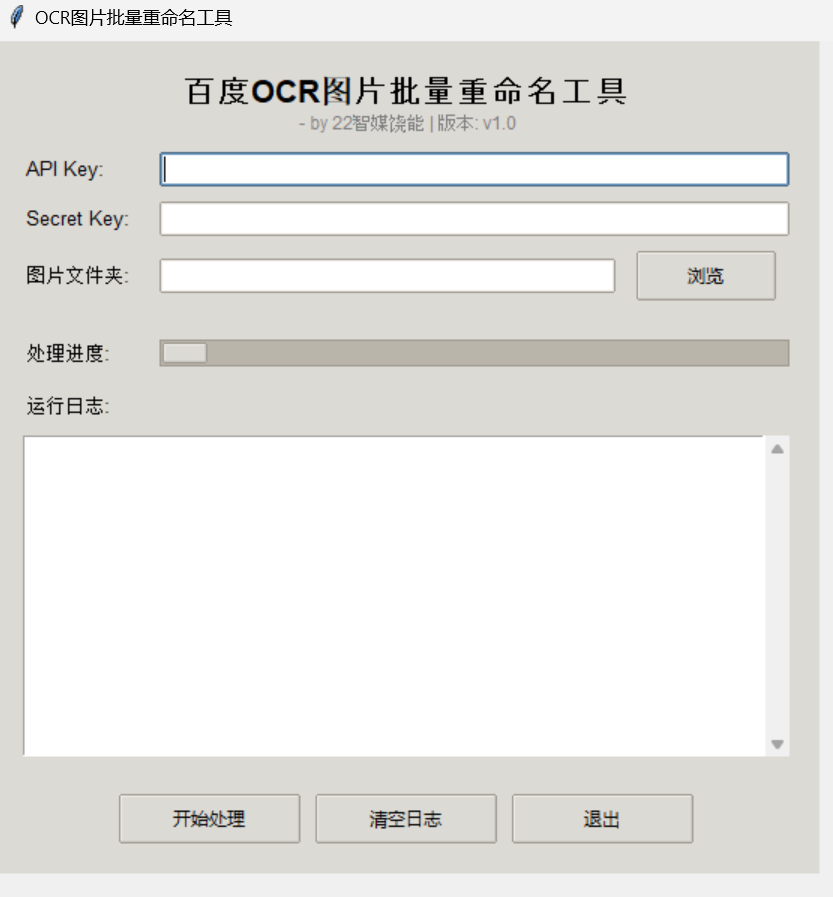 OCR图片批量重命名工具
百度OCR图片批量重命名工具
- by 22智媒饶能 | 版本: v1.0
API Key:
Secret Key:
图片文件夹: 浏览
处理进度:
运行日志:
开始处理 清空日志 退出